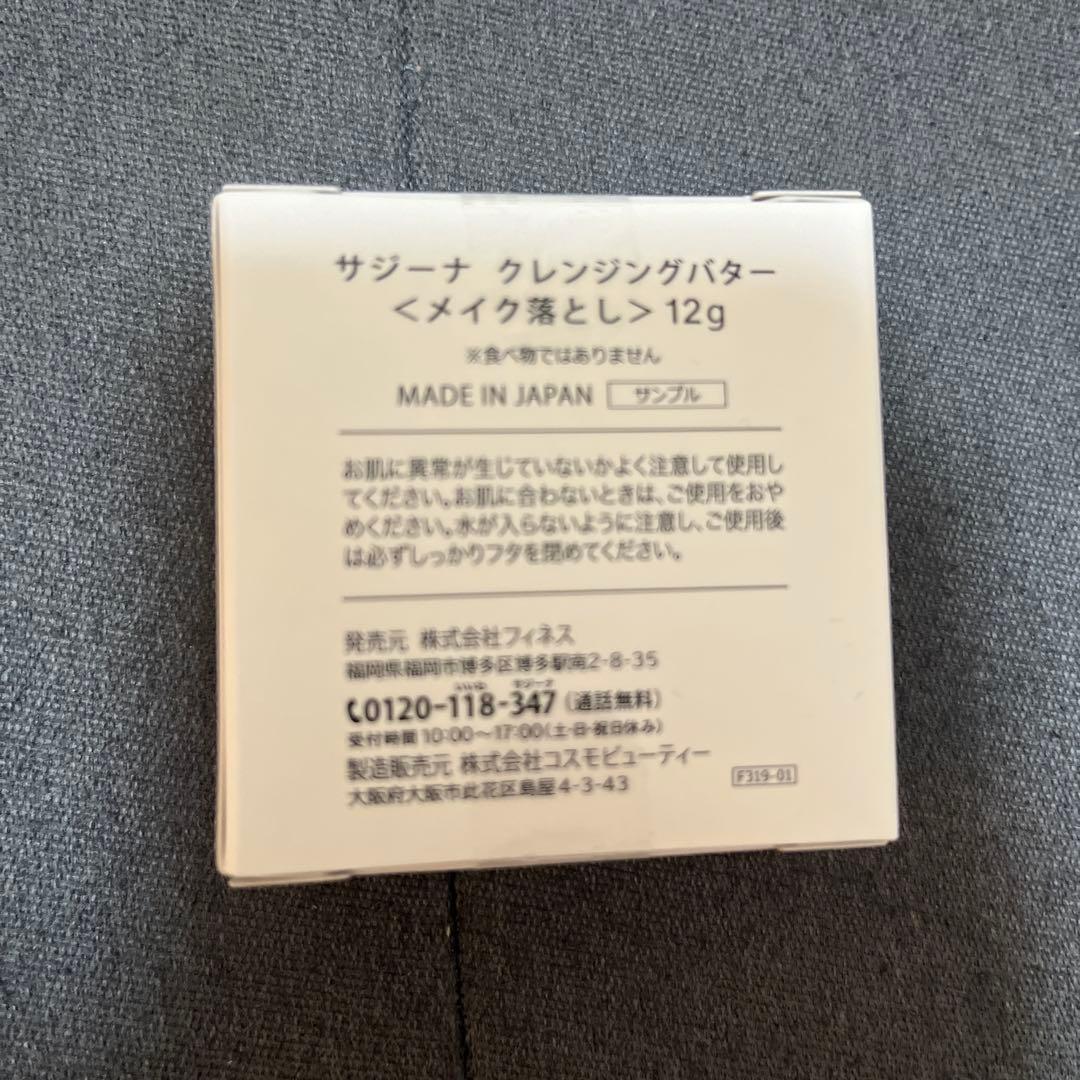 サジーナ クレンジングバター
＜メイク落とし＞12g
※食べ物ではありません
MADE IN JAPAN サンプル
お肌に異常が生じていないかよく注意して使用し
てください。お肌に合わないときは、ご使用をおや
めください。水が入らないように注意し、ご使用後
は必ずしっかりフタを閉めてください。
発売元 株式会社フィネス
福岡県福岡市博多区博多駅南2-8-35
いいね サジーナ
0120-118-347（通話無料）
受付時間 10:00～17:00（土・日・祝日休み）
製造販売元 株式会社コスモビューティー
大阪府大阪市此花区島屋4-3-43
F319-01